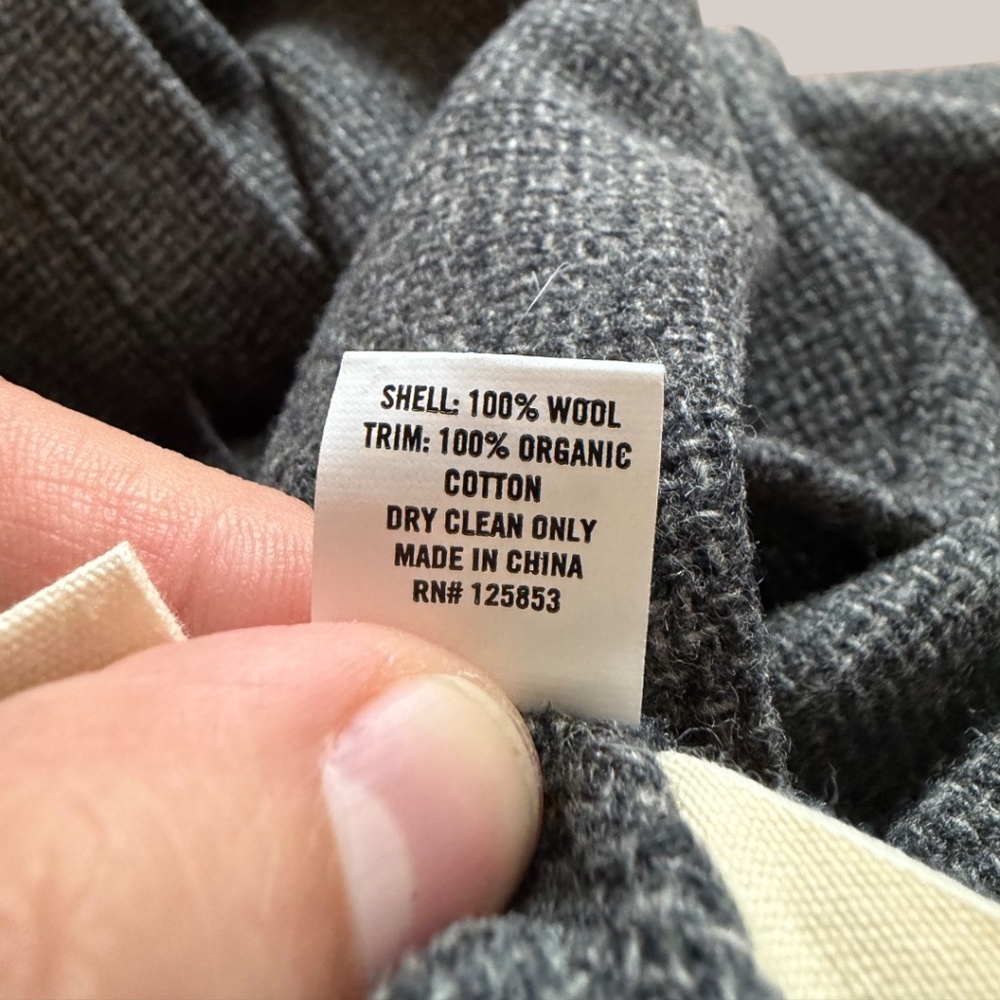 SHELL: 100% WOOL
TRIM: 100% ORGANIC
COTTON
DRY CLEAN ONLY
MADE IN CHINA
RN# 125853